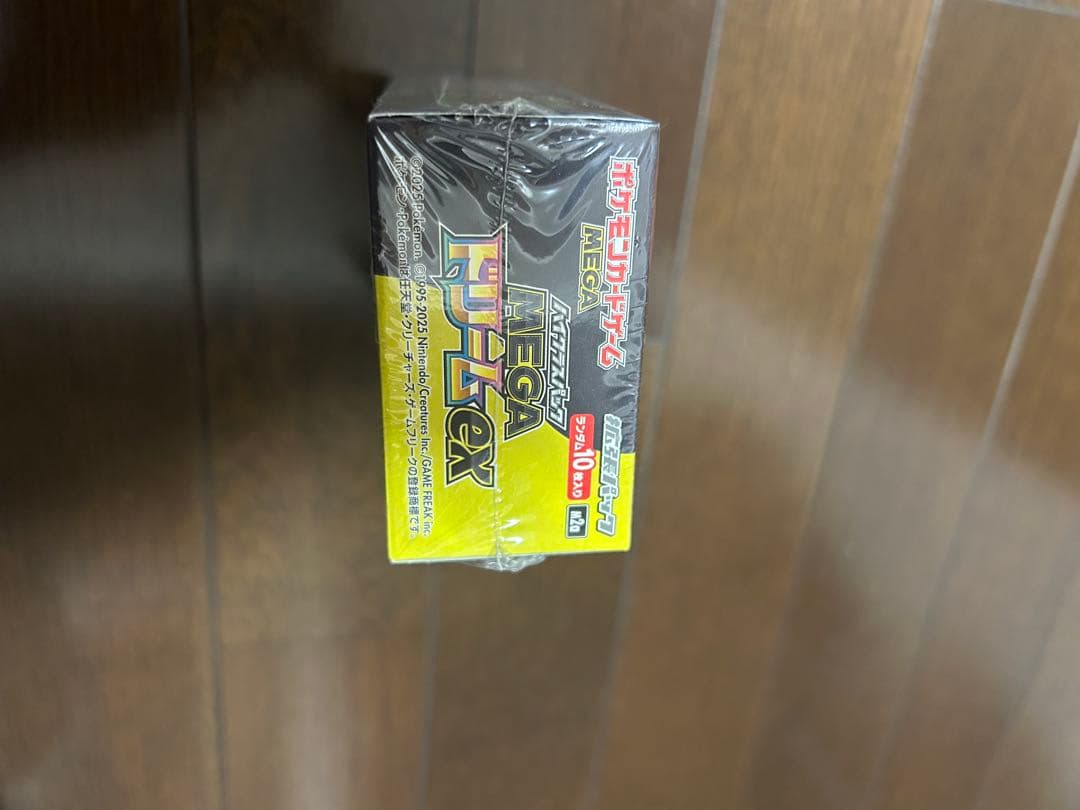 ポケモンカードゲーム
MEGA
拡張パック
ハイクラスパック
MEGA
ドリームex
ランダム10枚入り
M2a
©2025 Pokémon. ©1995-2025 Nintendo/Creatures Inc./GAME FREAK inc.
ポケモン・Pokémonは任天堂・クリーチャーズ・ゲームフリークの登録商標です。